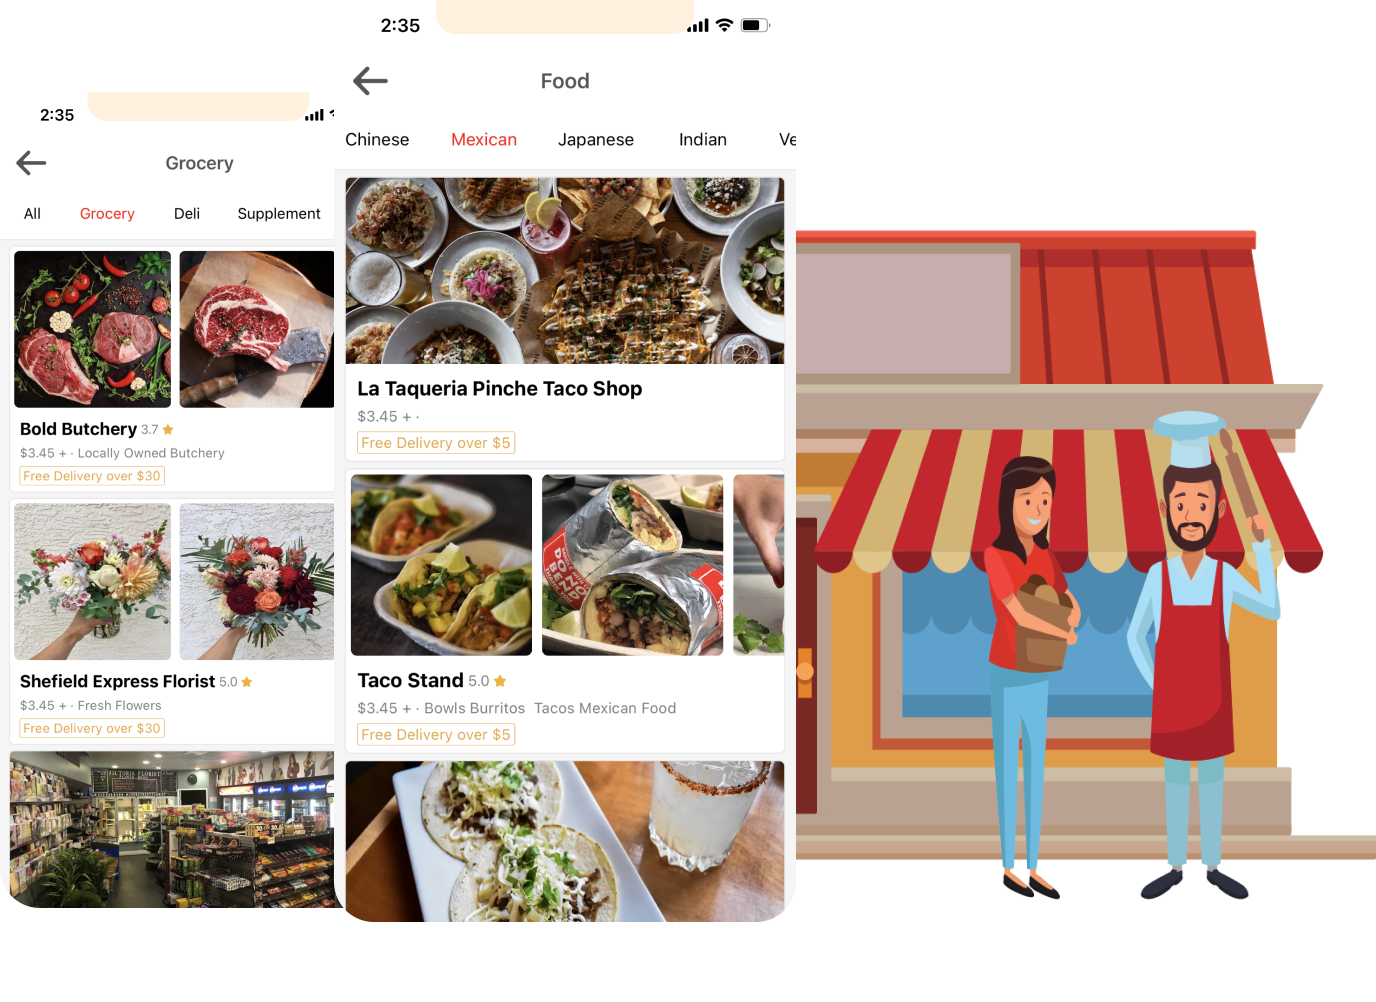 2:35
Grocery
All Grocery Deli Supplement
Bold Butchery 3.7
$3.45 + · Locally Owned Butchery
Free Delivery over $30
Shefield Express Florist 5.0
$3.45 + · Fresh Flowers
Free Delivery over $30
2:35
Food
Chinese Mexican Japanese Indian Ve
La Taqueria Pinche Taco Shop
$3.45 + ·
Free Delivery over $5
DO NO
BEND
Taco Stand 5.0
$3.45 + · Bowls Burritos Tacos Mexican Food
Free Delivery over $5